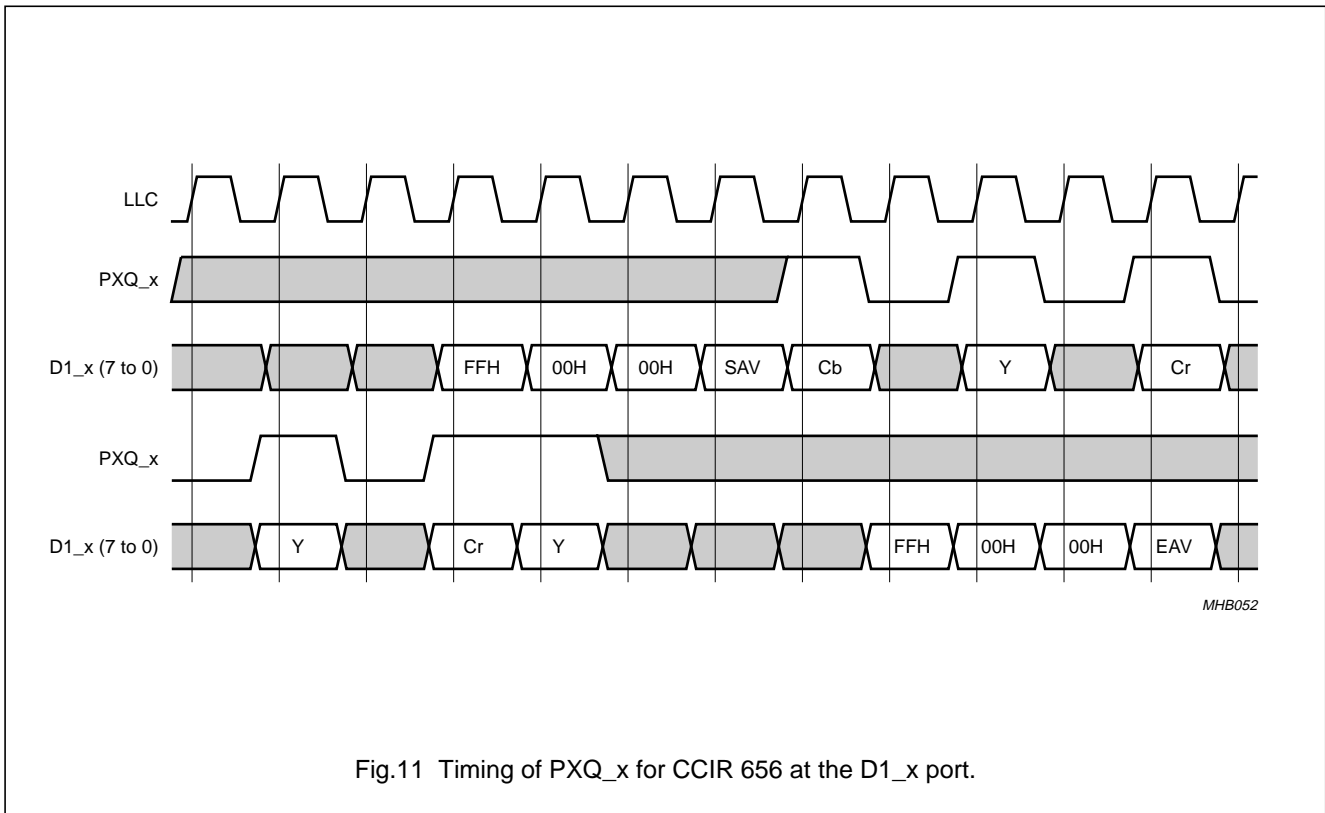 LLC
PXQ_x
D1_x (7 to 0) FFH 00H 00H SAV Cb Y Cr
PXQ_x
D1_x (7 to 0) Y Cr Y FFH 00H 00H EAV
MHB052
Fig.11 Timing of PXQ_x for CCIR 656 at the D1_x port.